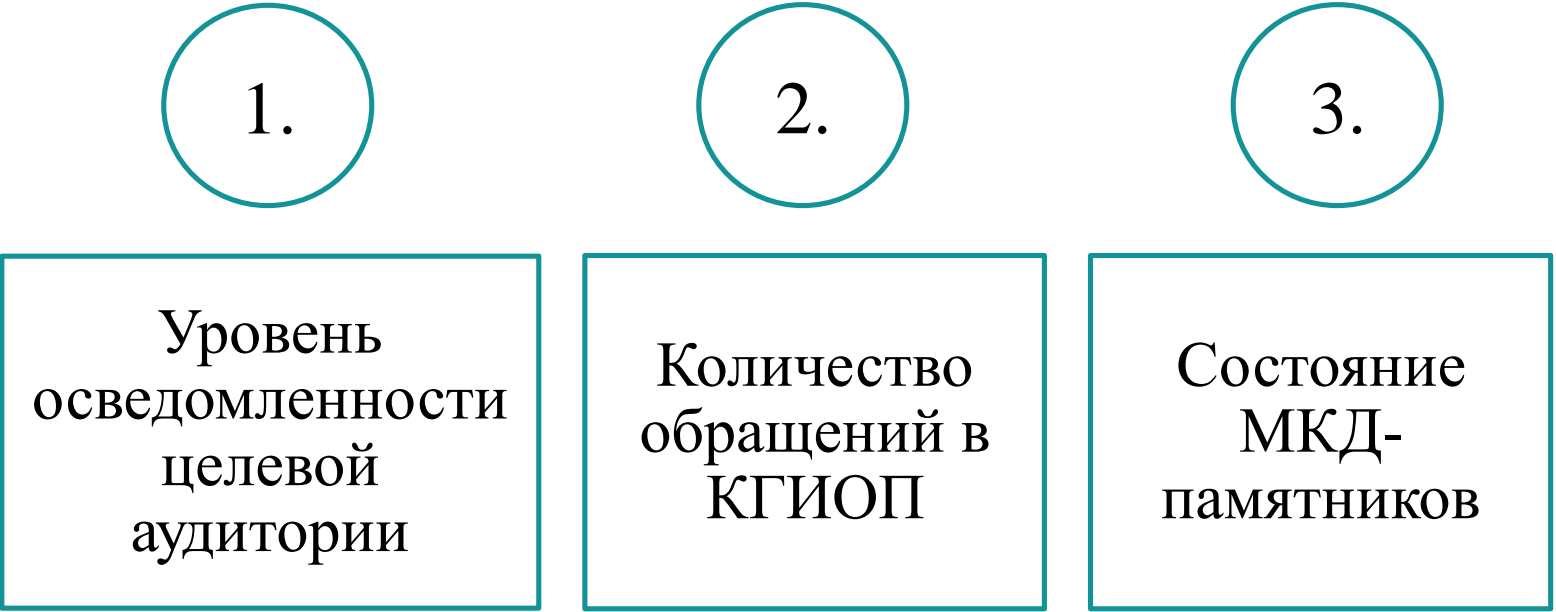 1.
2.
3.
Уровень
осведомленности
целевой
аудитории
Количество
обращений в
КГИОП
Состояние
МКД-
памятников